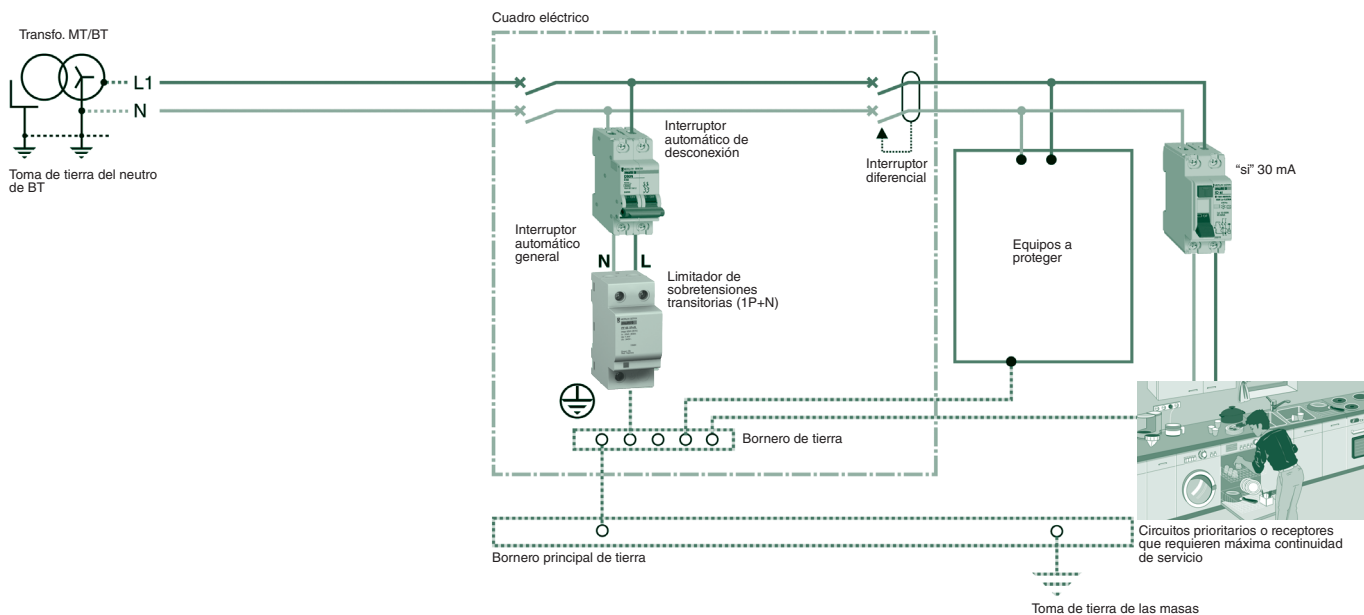 Cuadro eléctrico
Transfo. MT/BT
L1
N
Toma de tierra del neutro
de BT
Interruptor
automático de
desconexión
Interruptor
diferencial
"si" 30 mA
Interruptor
automático
general
N
L
Limitador de
sobretensiones
transitorias (1P+N)
Equipos a
proteger
Bornero de tierra
Bornero principal de tierra
Circuitos prioritarios o receptores
que requieren máxima continuidad
de servicio
Toma de tierra de las masas